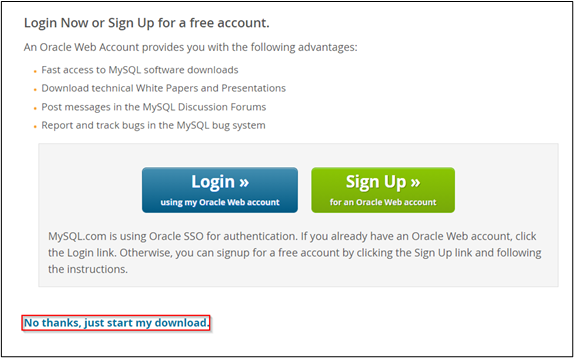 Login Now or Sign Up for a free account.
An Oracle Web Account provides you with the following advantages:
• Fast access to MySQL software downloads
• Download technical White Papers and Presentations
• Post messages in the MySQL Discussion Forums
• Report and track bugs in the MySQL bug system
Login »
using my Oracle Web account
Sign Up »
for an Oracle Web account
MySQL.com is using Oracle SSO for authentication. If you already have an Oracle Web account, click
the Login link. Otherwise, you can signup for a free account by clicking the Sign Up link and following
the instructions.
No thanks, just start my download.